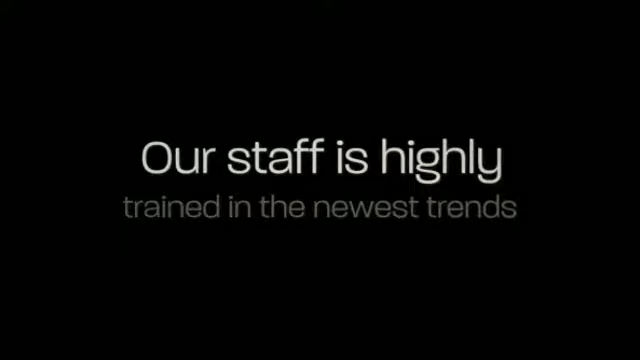 Our staff is highly
trained in the newest trends